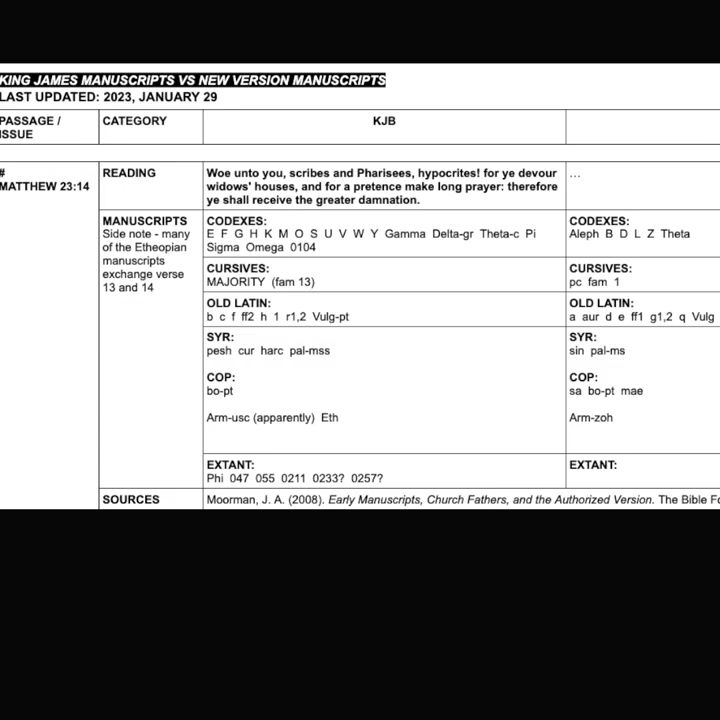 KING JAMES MANUSCRIPTS VS NEW VERSION MANUSCRIPTS
LAST UPDATED: 2023, JANUARY 29
PASSAGE / ISSUE
CATEGORY
KJB
#
MATTHEW 23:14
READING
Woe unto you, scribes and Pharisees, hypocrites! for ye devour
widows' houses, and for a pretence make long prayer: therefore
ye shall receive the greater damnation.
...
MANUSCRIPTS
Side note - many
of the Etheopian
manuscripts
exchange verse
13 and 14
CODEXES:
E F G H K M O S U V W Y Gamma Delta-gr Theta-c Pi
Sigma Omega 0104
CODEXES:
Aleph B D L Z Theta
CURSIVES:
MAJORITY (fam 13)
CURSIVES:
pc fam 1
OLD LATIN:
b c f ff2 h 1 r1,2 Vulg-pt
OLD LATIN:
a aur d e ff1 g1,2 q Vulg
SYR:
pesh cur harc pal-mss
COP:
bo-pt
Arm-usc (apparently) Eth
SYR:
sin pal-ms
COP:
sa bo-pt mae
Arm-zoh
EXTANT:
Phi 047 055 0211 0233? 0257?
EXTANT:
SOURCES
Moorman, J. A. (2008). Early Manuscripts, Church Fathers, and the Authorized Version. The Bible Fo